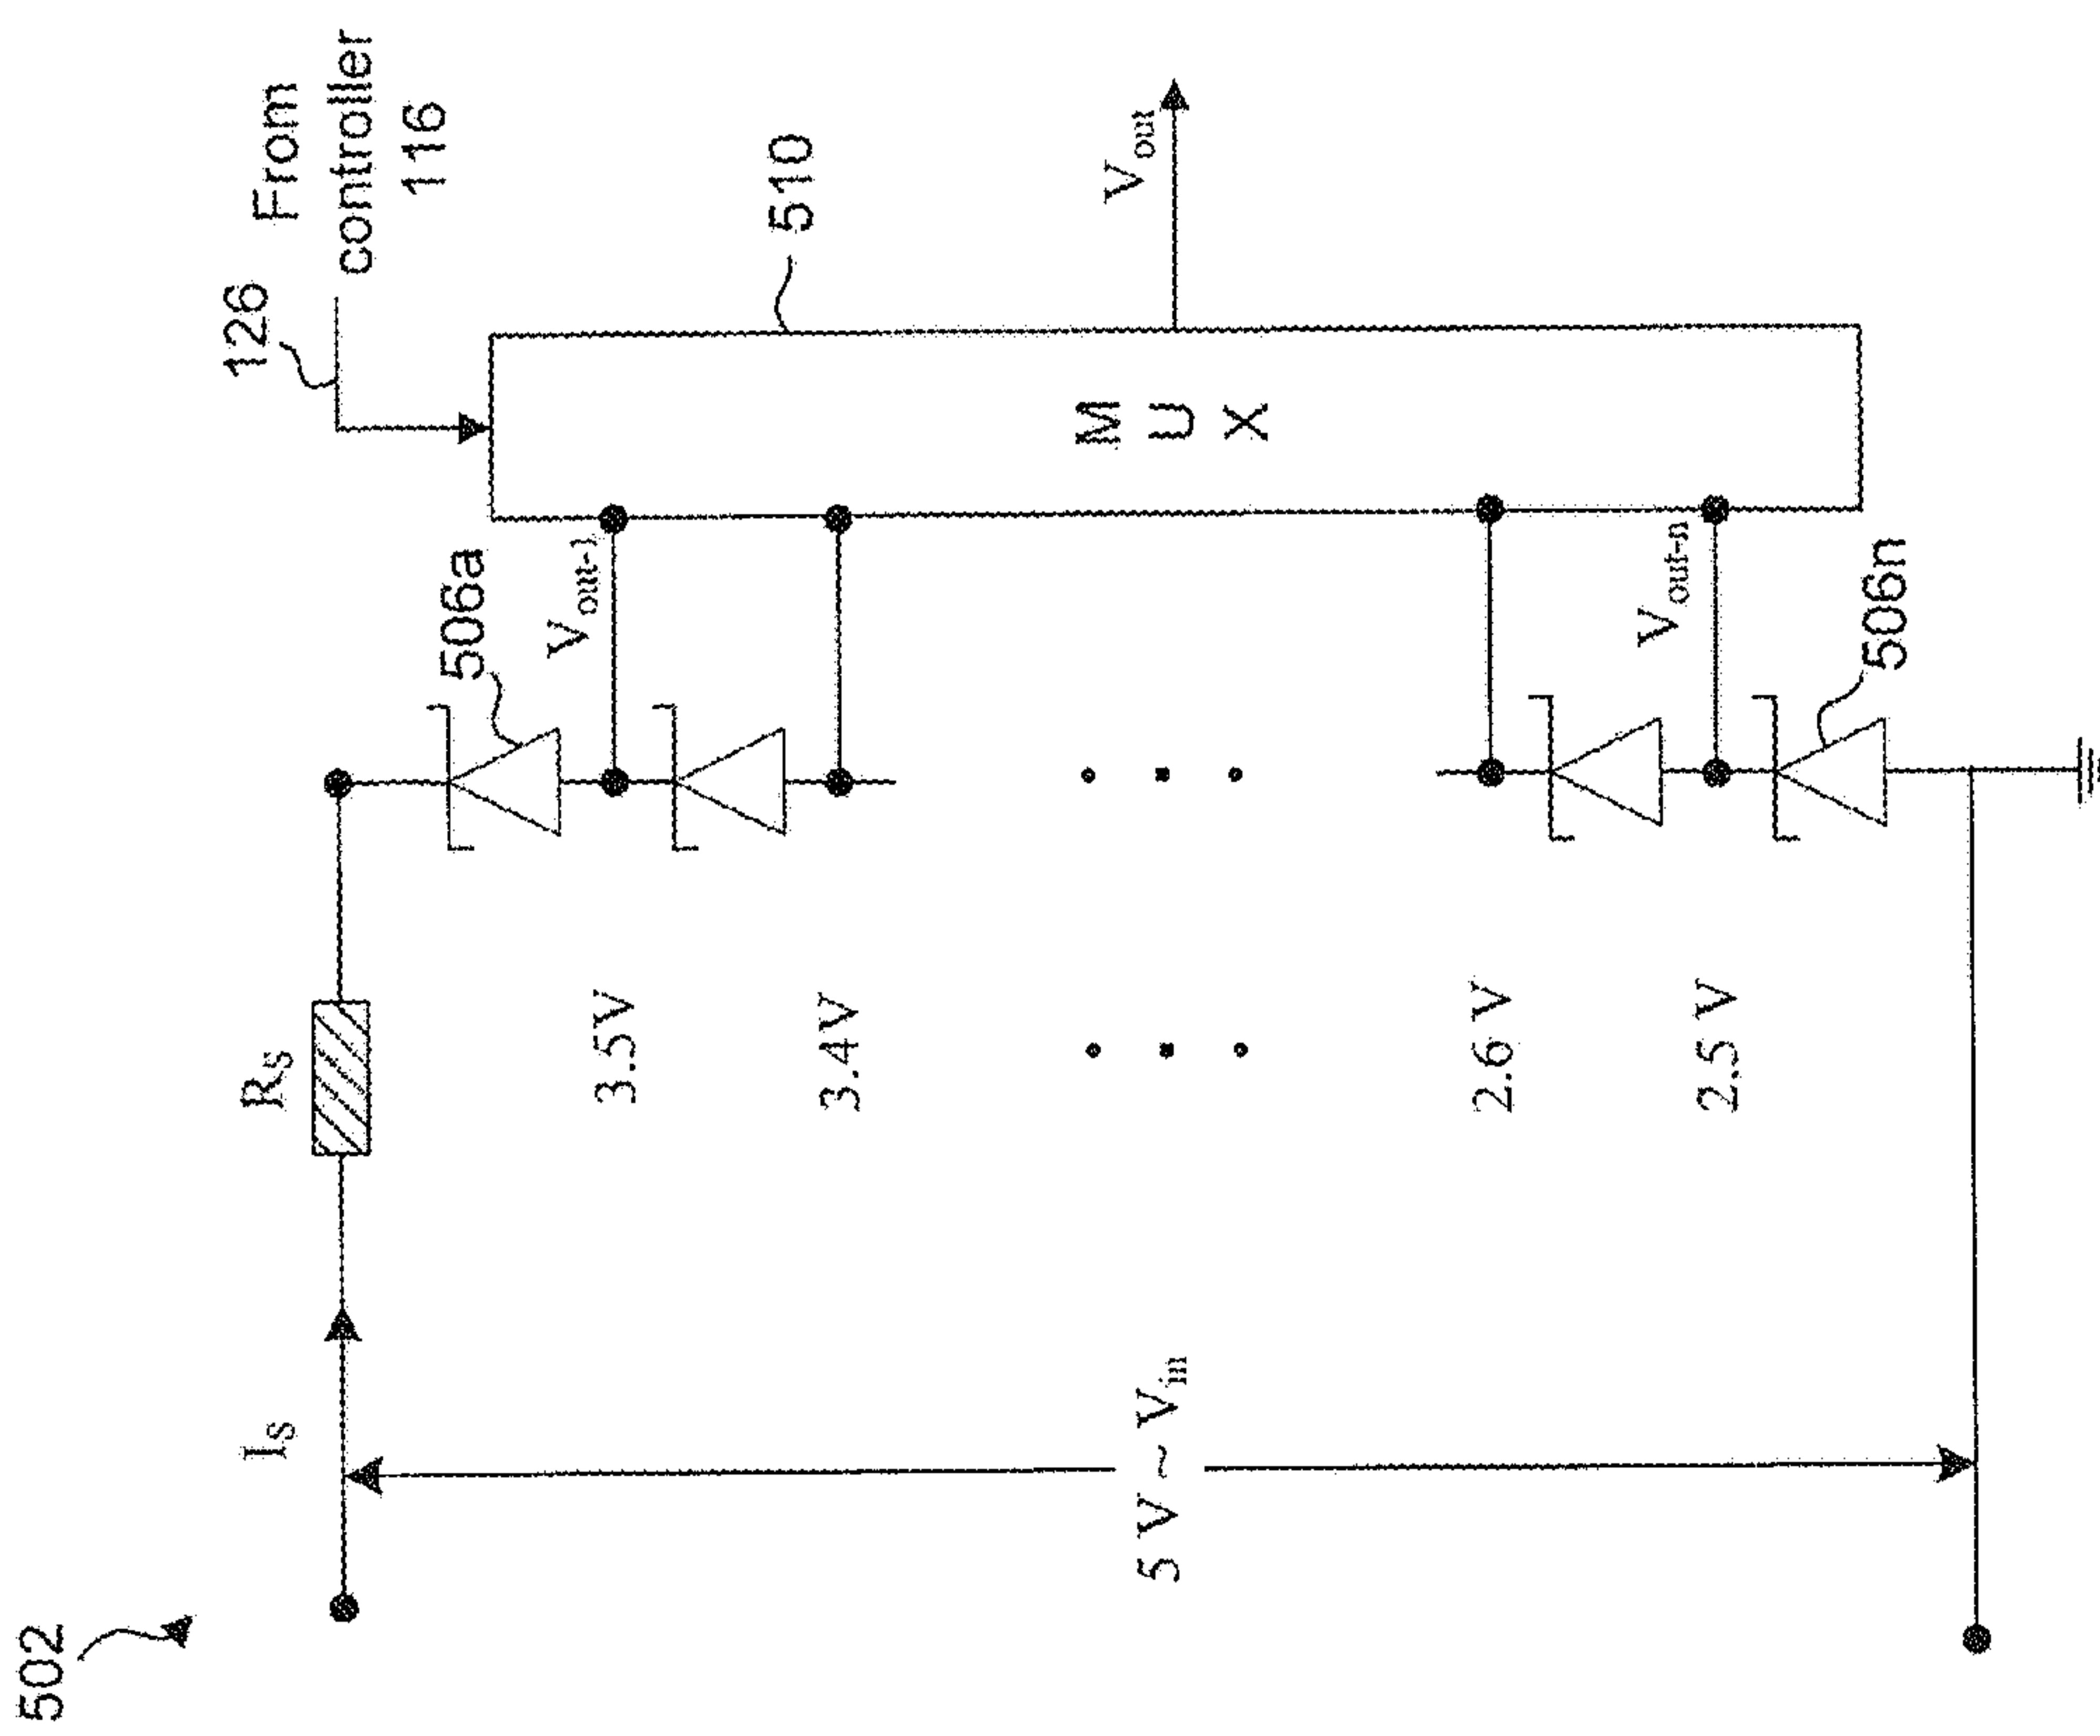 502
126
From
controller
116
I_S
R_S
506a
V_out-1
510
3.5V
3.4V
M
U
X
V_out
5 V ~ V_in
2.6 V
2.5 V
V_out-n
506n